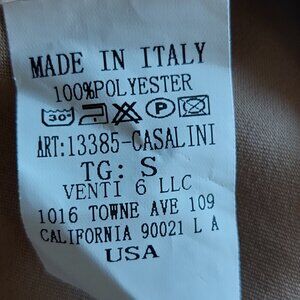 MADE IN ITALY
100%POLYESTER
30° P
ART:13385-CASALINI
TG: S
VENTI 6 LLC
1016 TOWNE AVE 109
CALIFORNIA 90021 L A
USA